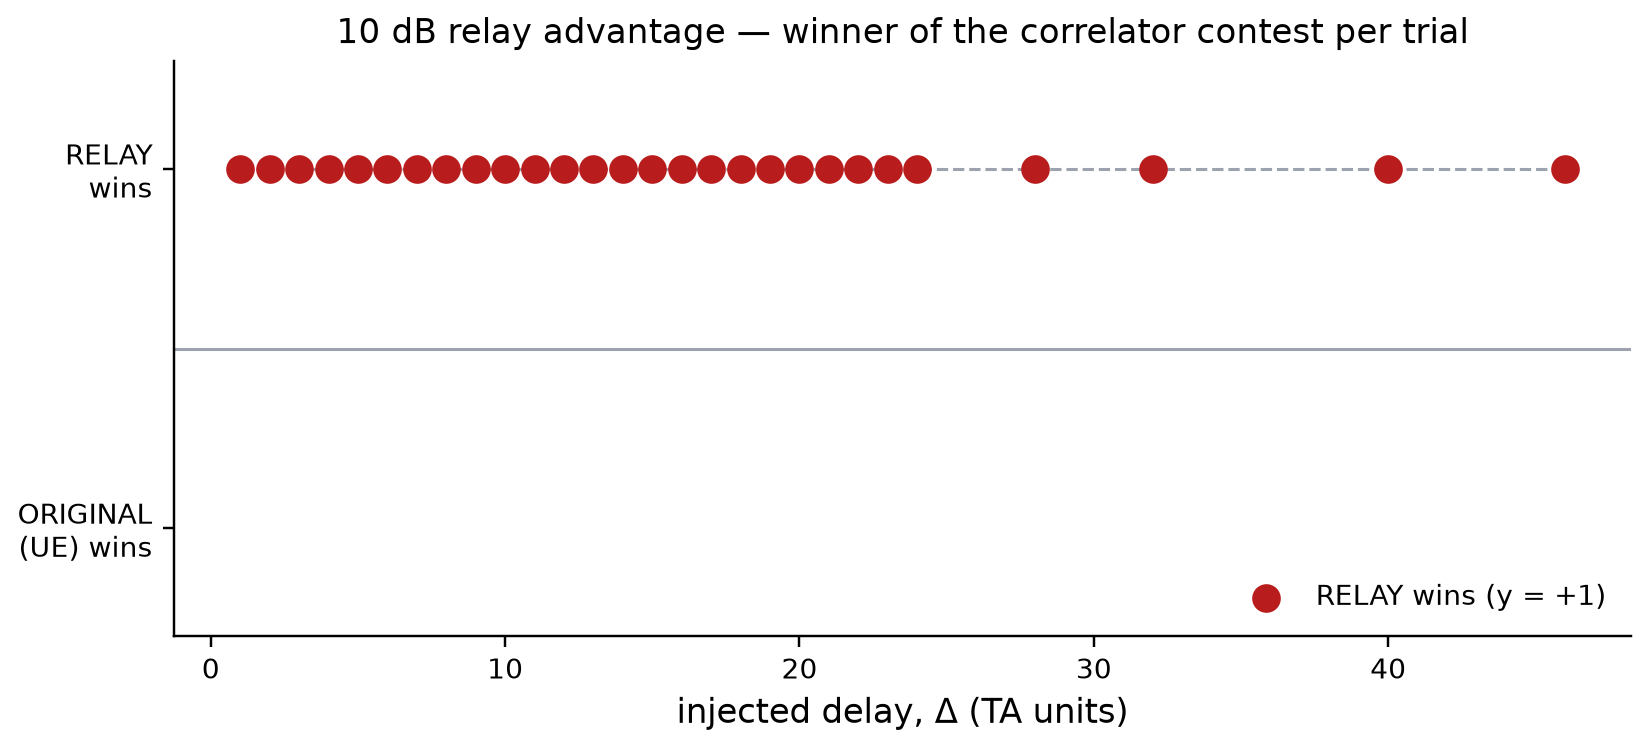 10 dB relay advantage — winner of the correlator contest per trial
RELAY
wins
ORIGINAL
(UE) wins
RELAY wins (y = +1)
0 10 20 30 40
injected delay, Δ (TA units)